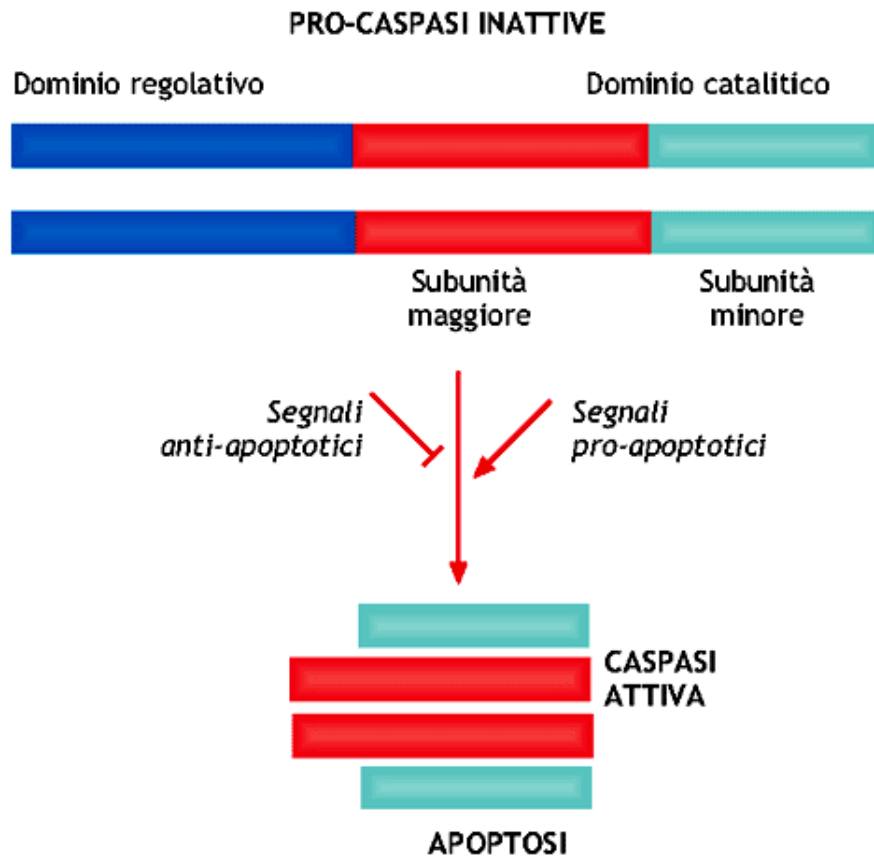 PRO-CASPASI INATTIVE
Dominio regolativo
Dominio catalitico
Subunità
maggiore
Subunità
minore
Segnali
anti-apoptotici
Segnali
pro-apoptotici
CASPASI
ATTIVA
APOPTOSI